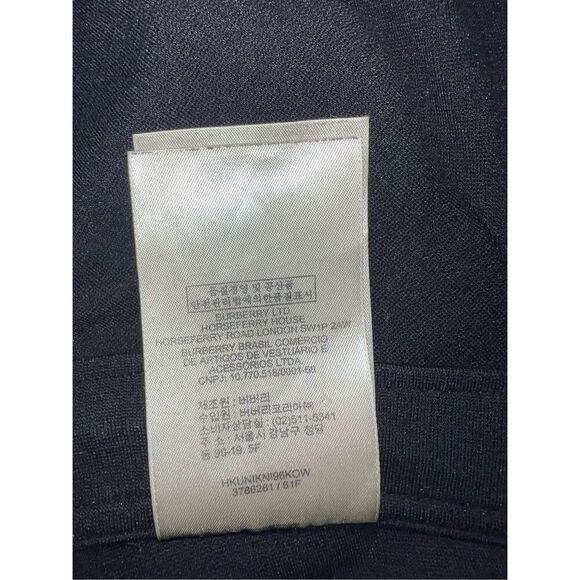 품질경영 및 공산품
안전관리법에의한품질표시
BURBERRY LTD
HORSEFERRY HOUSE
HORSEFERRY ROAD LONDON SW1P 2AW
BURBERRY BRASIL COMERCIO
DE ARTIGOS DE VESTUÁRIO E
ACESSÓRIOS LTDA.
CNPJ: 10.770.518/0001-68
제조원 : 버버리
수입원 : 버버리코리아㈜
소비자상담실 : (02)511-5341
주소 : 서울시 강남구 청담
동 90-19. 5F
HKUNIKNI96KOW
3766281 / 61F